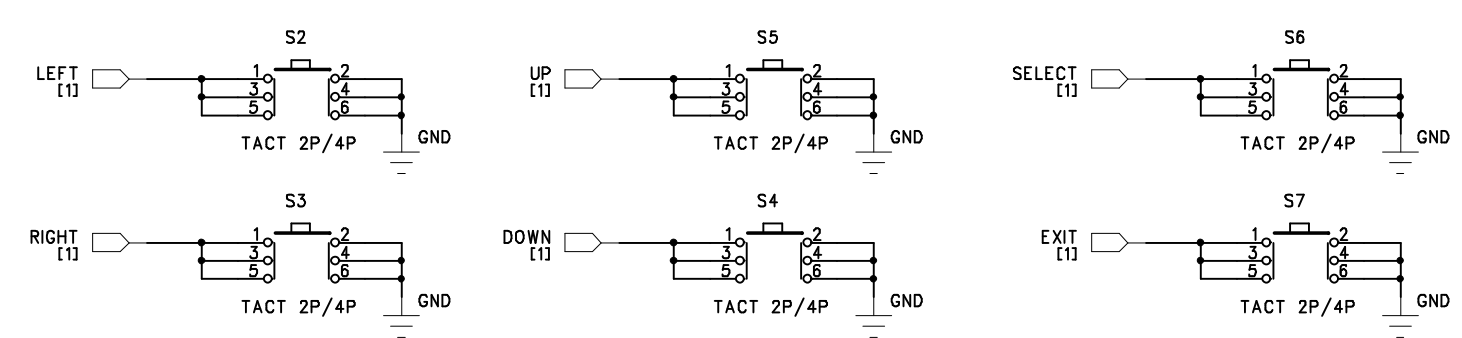 S2
LEFT
[1]
1 2
3 4
5 6
TACT 2P/4P
GND
S5
UP
[1]
1 2
3 4
5 6
TACT 2P/4P
GND
S6
SELECT
[1]
1 2
3 4
5 6
TACT 2P/4P
GND
S3
RIGHT
[1]
1 2
3 4
5 6
TACT 2P/4P
GND
S4
DOWN
[1]
1 2
3 4
5 6
TACT 2P/4P
GND
S7
EXIT
[1]
1 2
3 4
5 6
TACT 2P/4P
GND